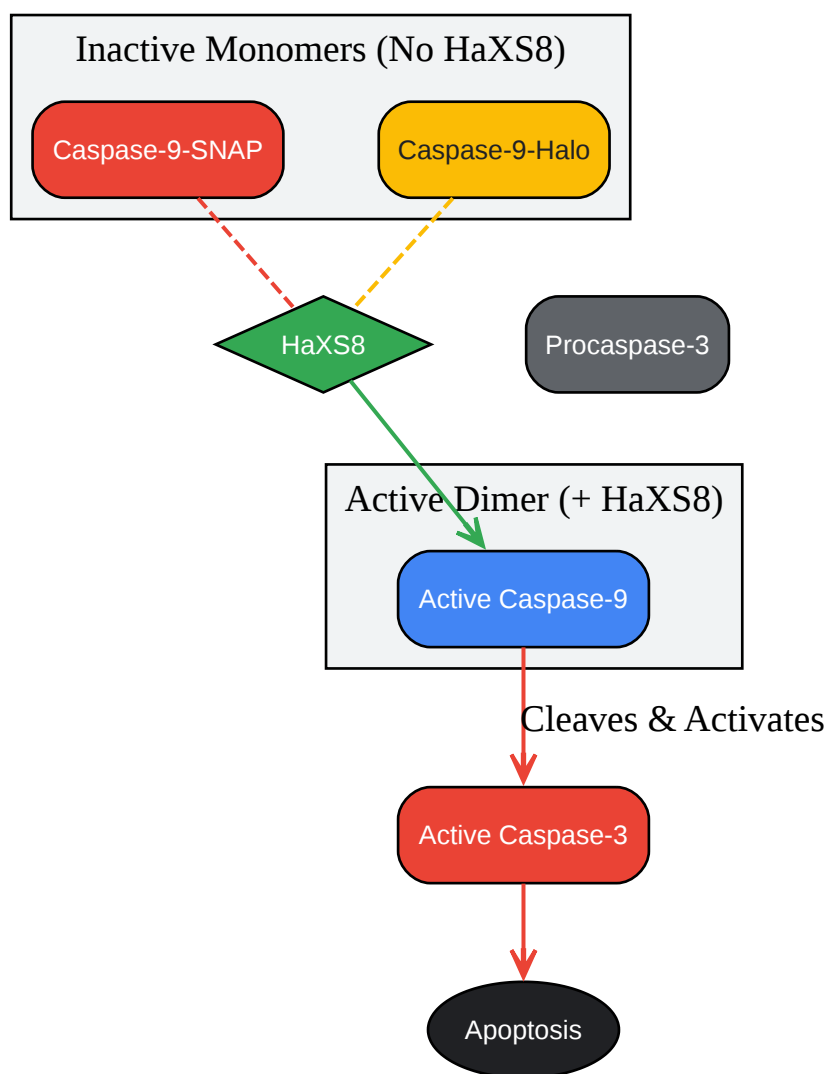 Inactive Monomers (No HaXS8)
Caspase-9-SNAP
Caspase-9-Halo
HaXS8
Procaspase-3
Active Dimer (+ HaXS8)
Active Caspase-9
Cleaves & Activates
Active Caspase-3
Apoptosis